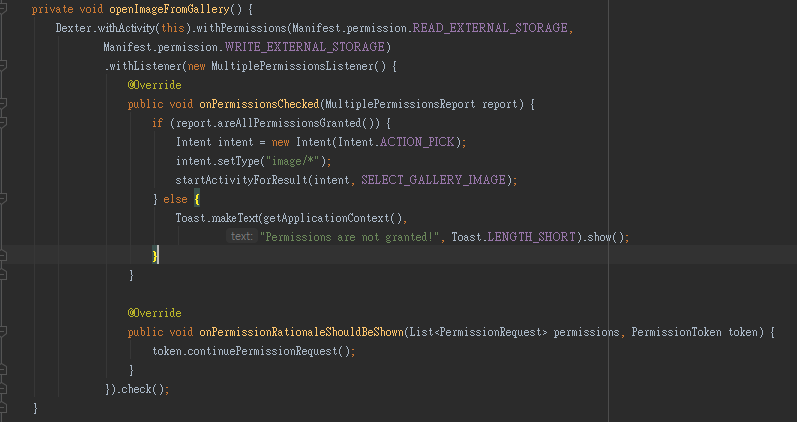 private void openImageFromGallery() {
Dexter.withActivity(this).withPermissions(Manifest.permission.READ_EXTERNAL_STORAGE,
Manifest.permission.WRITE_EXTERNAL_STORAGE)
.withListener(new MultiplePermissionsListener() {
@Override
public void onPermissionsChecked(MultiplePermissionsReport report) {
if (report.areAllPermissionsGranted()) {
Intent intent = new Intent(Intent.ACTION_PICK);
intent.setType("image/*");
startActivityForResult(intent, SELECT_GALLERY_IMAGE);
} else {
Toast.makeText(getApplicationContext(),
text: "Permissions are not granted!", Toast.LENGTH_SHORT).show();
}
}
@Override
public void onPermissionRationaleShouldBeShown(List<PermissionRequest> permissions, PermissionToken token) {
token.continuePermissionRequest();
}
}).check();
}